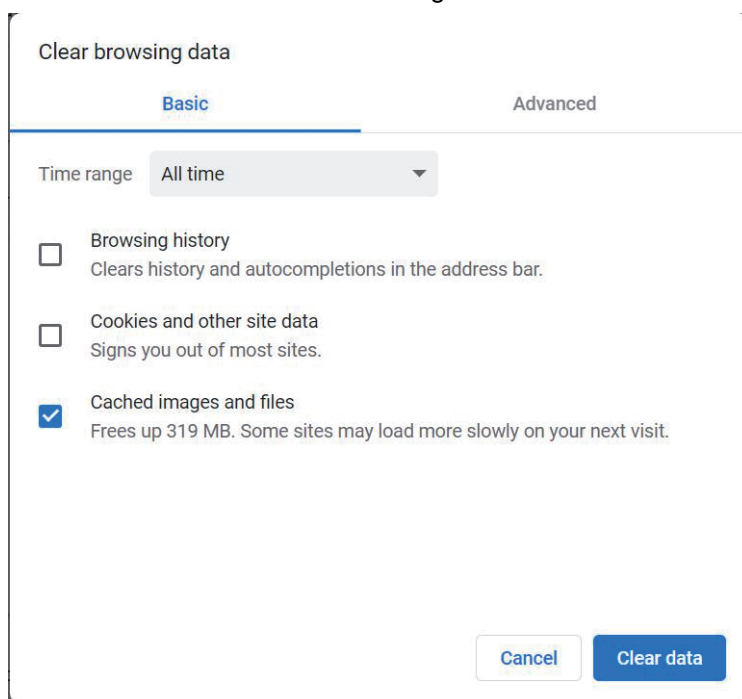 Clear browsing data
Basic Advanced
Time range All time
Browsing history
Clears history and autocompletions in the address bar.
Cookies and other site data
Signs you out of most sites.
Cached images and files
Frees up 319 MB. Some sites may load more slowly on your next visit.
Cancel Clear data